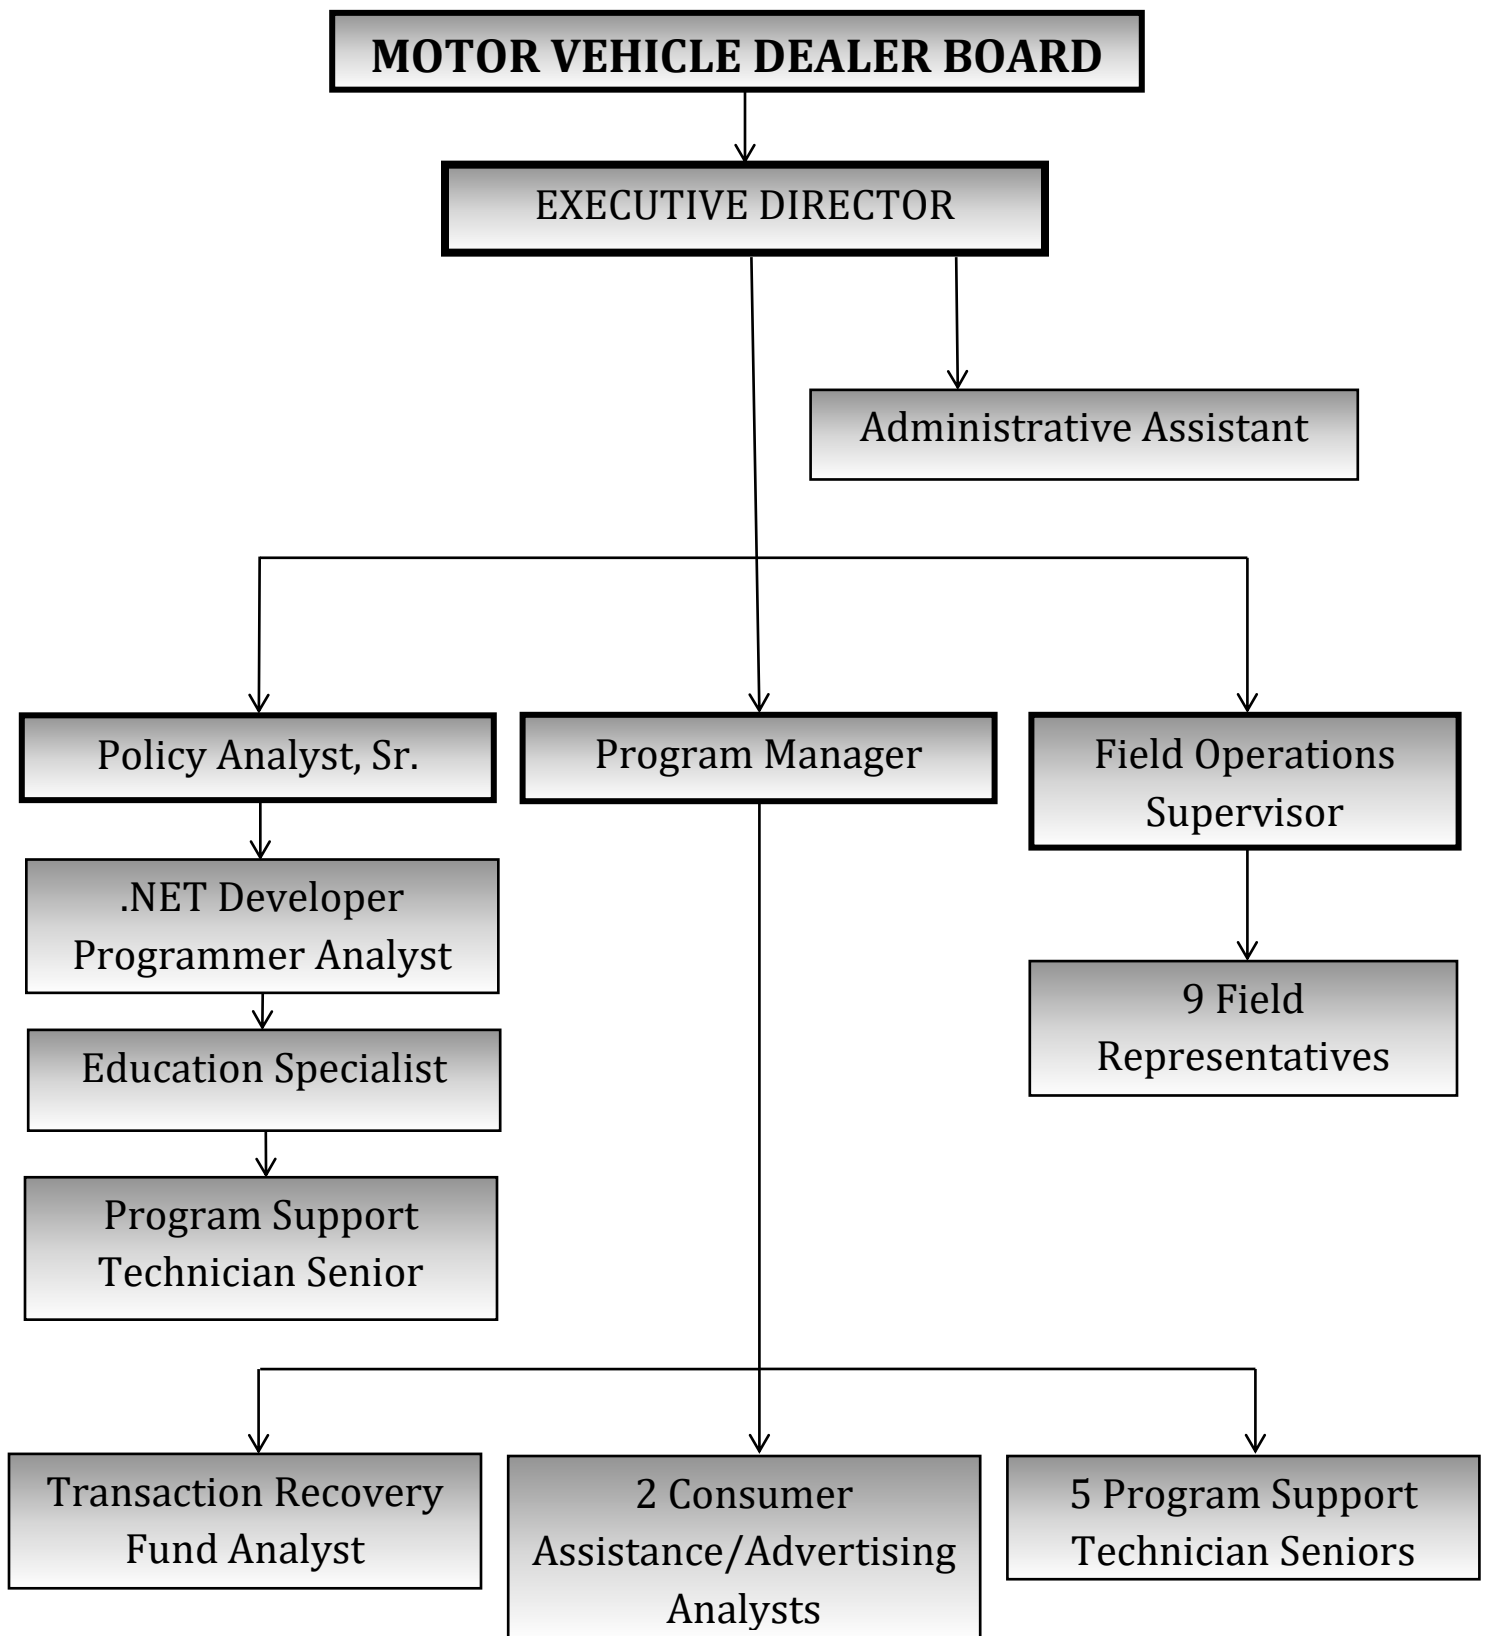 MOTOR VEHICLE DEALER BOARD
EXECUTIVE DIRECTOR
Administrative Assistant
Policy Analyst, Sr.
Program Manager
Field Operations
Supervisor
.NET Developer
Programmer Analyst
9 Field
Representatives
Education Specialist
Program Support
Technician Senior
Transaction Recovery
Fund Analyst
2 Consumer
Assistance/Advertising
Analysts
5 Program Support
Technician Seniors